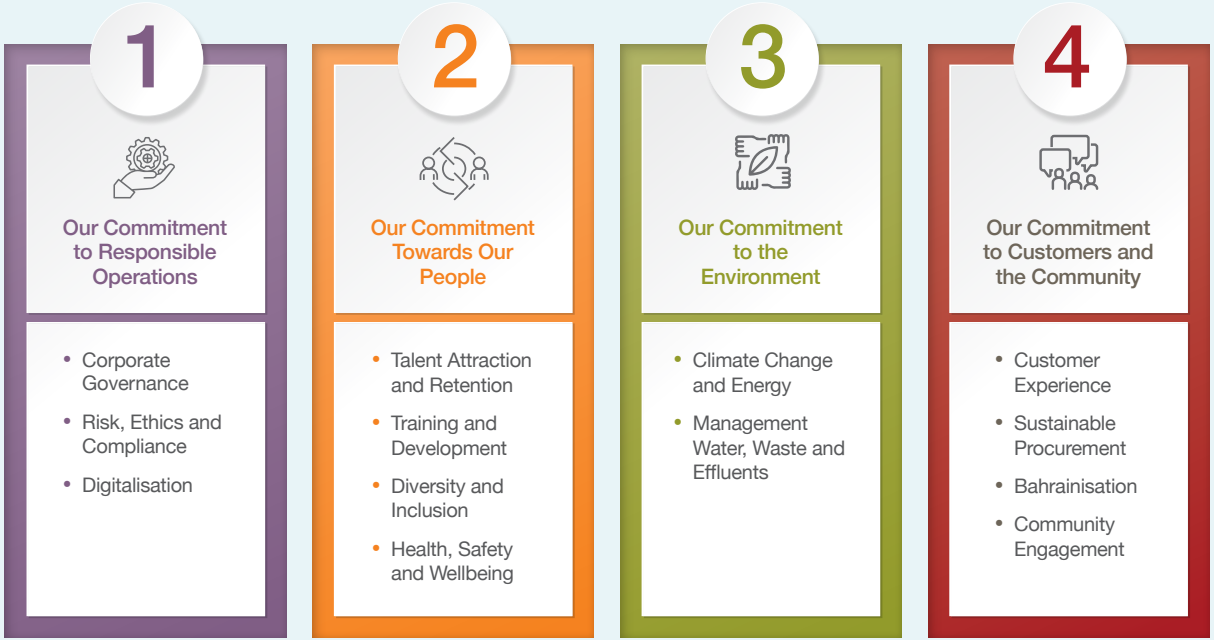 1
Our Commitment
to Responsible
Operations
• Corporate
Governance
• Risk, Ethics and
Compliance
• Digitalisation
2
Our Commitment
Towards Our
People
• Talent Attraction
and Retention
• Training and
Development
• Diversity and
Inclusion
• Health, Safety
and Wellbeing
3
Our Commitment
to the
Environment
• Climate Change
and Energy
• Management
Water, Waste and
Effluents
4
Our Commitment
to Customers and
the Community
• Customer
Experience
• Sustainable
Procurement
• Bahrainisation
• Community
Engagement